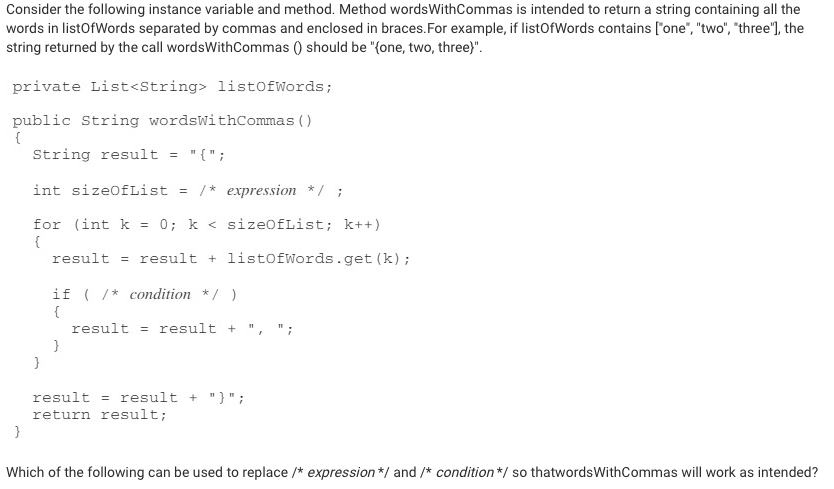 Consider the following instance variable and method. Method wordsWithCommas is intended to return a string containing all the
words in listOfWords separated by commas and enclosed in braces.For example, if listOfWords contains ["one", "two", "three"], the
string returned by the call wordsWithCommas () should be "{one, two, three}".
private List<String> listOfWords;
public String wordsWithCommas()
{
String result = "{";
int sizeOfList = /* expression */ ;
for (int k = 0; k < sizeOfList; k++)
{
result = result + listOfWords.get(k);
if ( /* condition */ )
{
result = result + ", ";
}
}
result = result + "}";
return result;
}
Which of the following can be used to replace /* expression */ and /* condition */ so thatwordsWithCommas will work as intended?